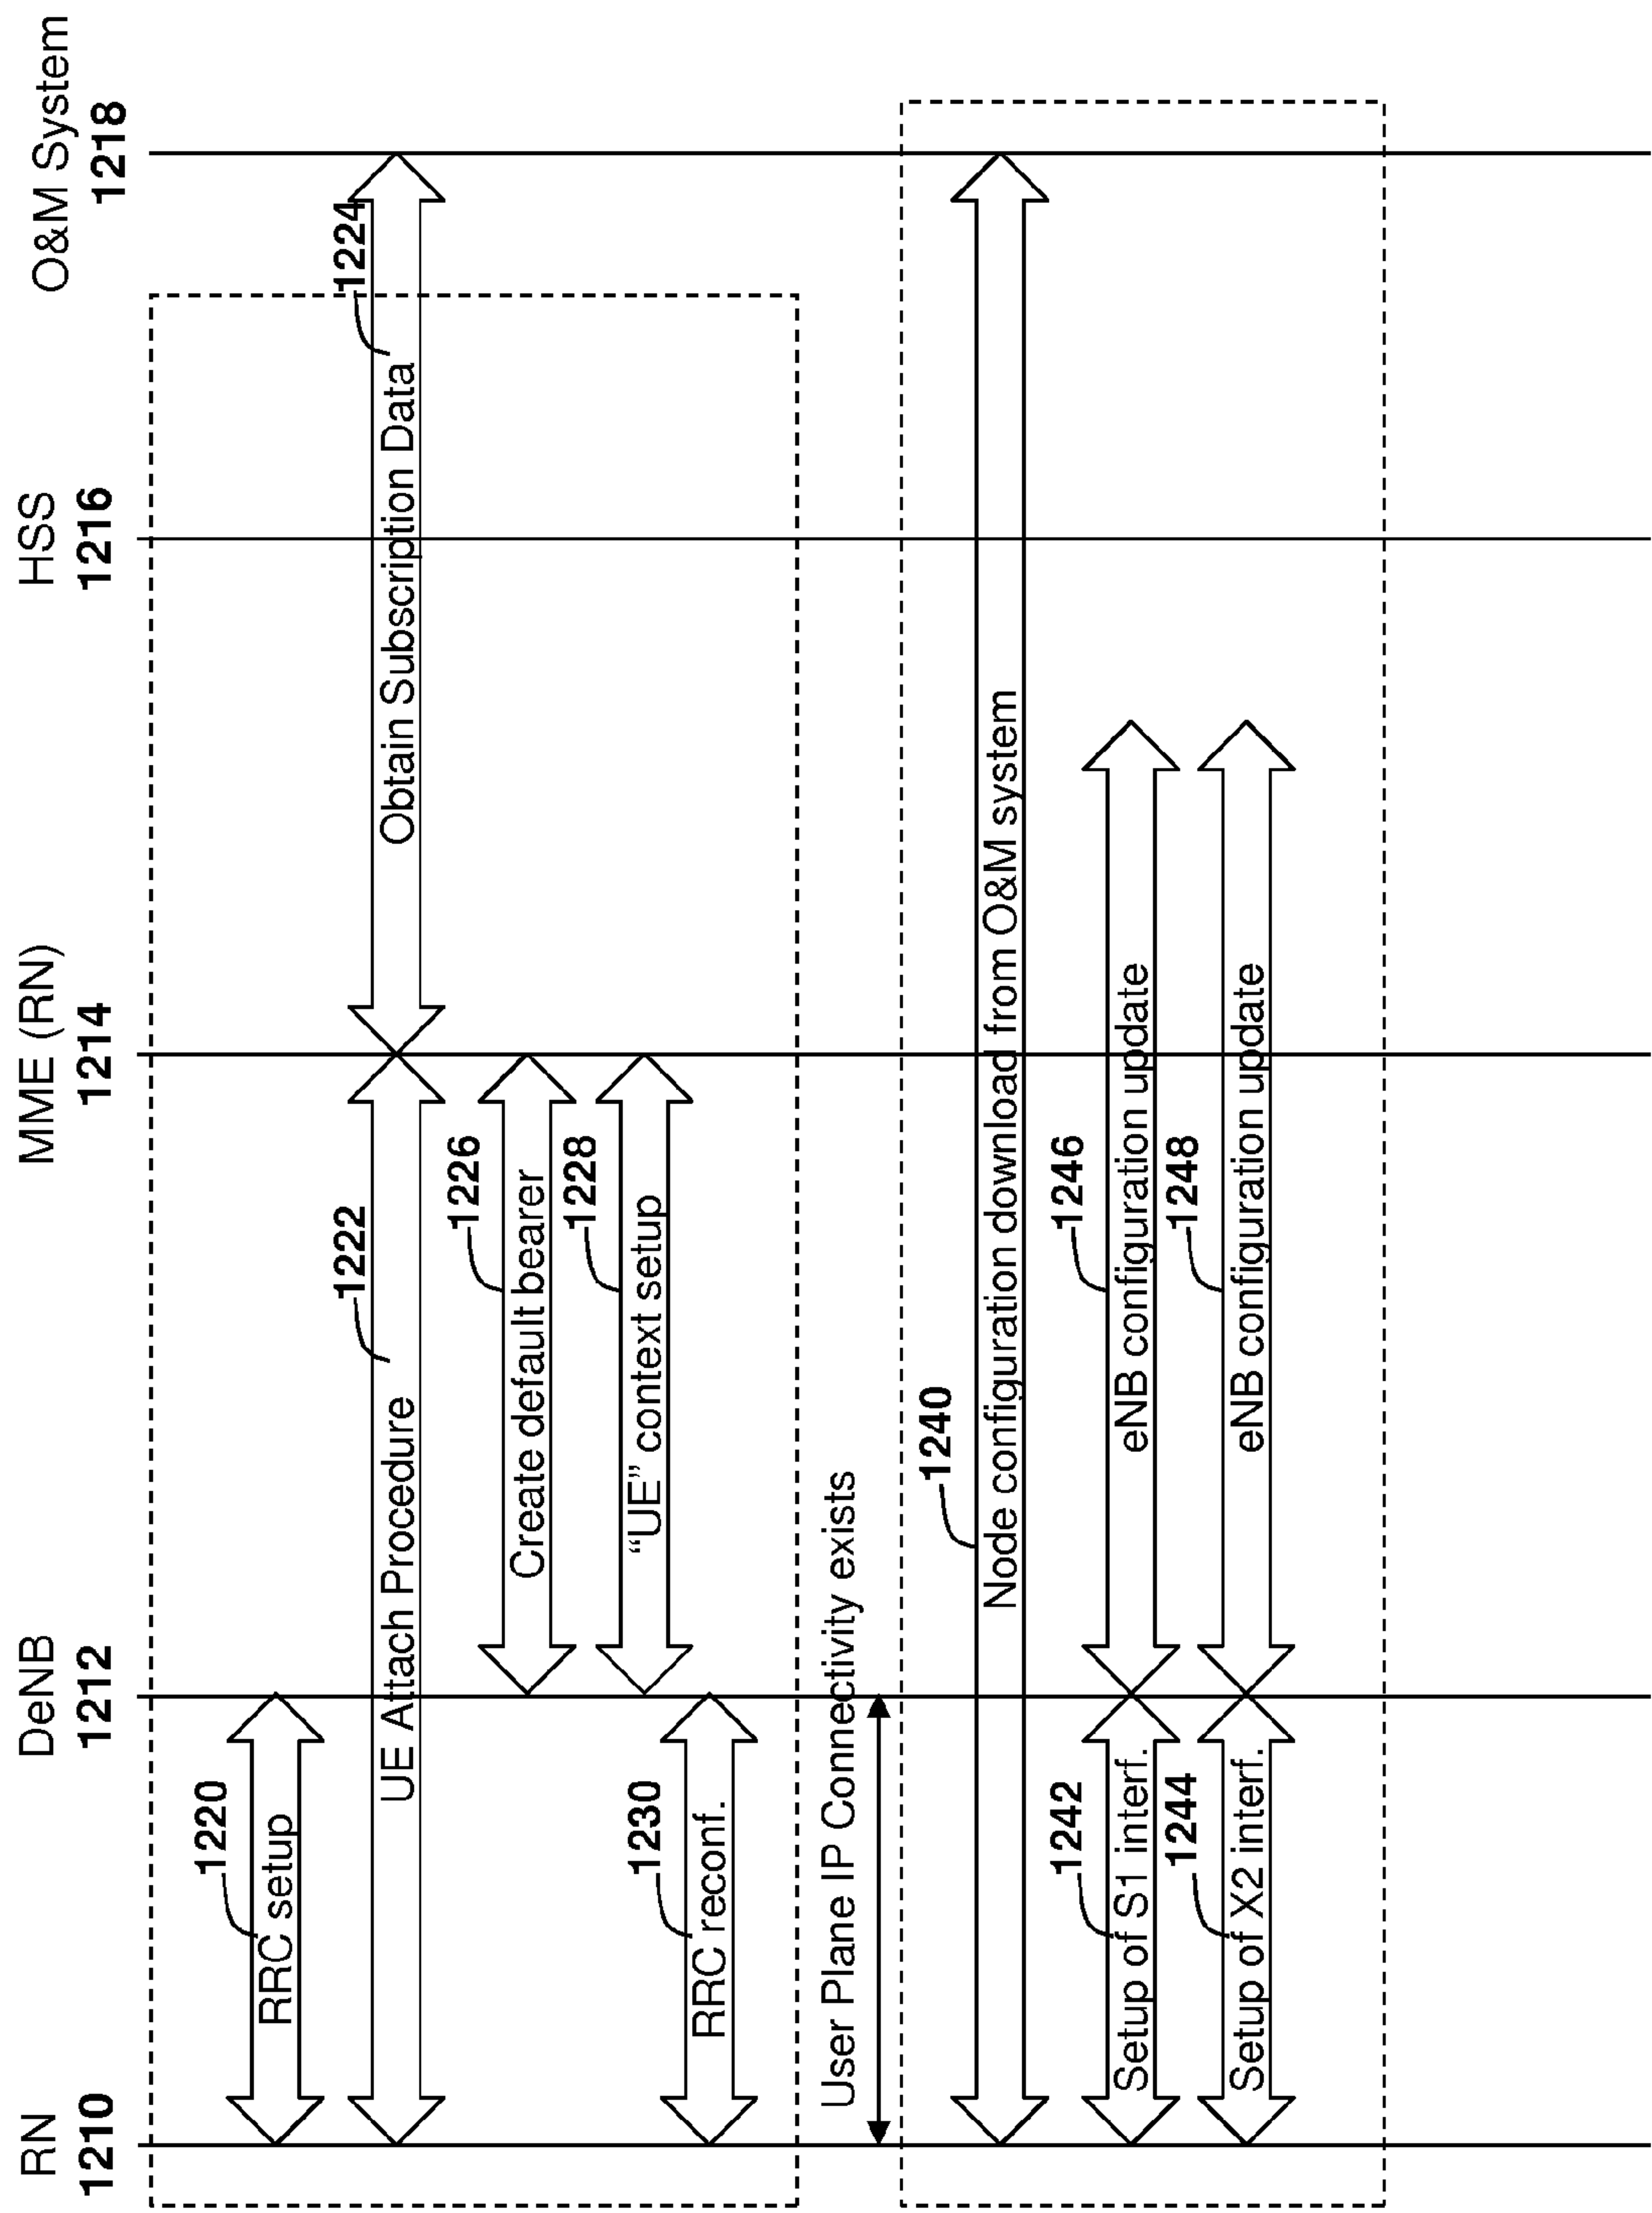 RN
1210
DeNB
1212
MME (RN)
1214
HSS
1216
O&M System
1218
1220
RRC setup
1222
UE Attach Procedure
1224
Obtain Subscription Data
1226
Create default bearer
1228
“UE” context setup
1230
RRC reconf.
User Plane IP Connectivity exists
1240
Node configuration download from O&M system
1242
Setup of S1 interf.
1246
eNB configuration update
1244
Setup of X2 interf.
1248
eNB configuration update